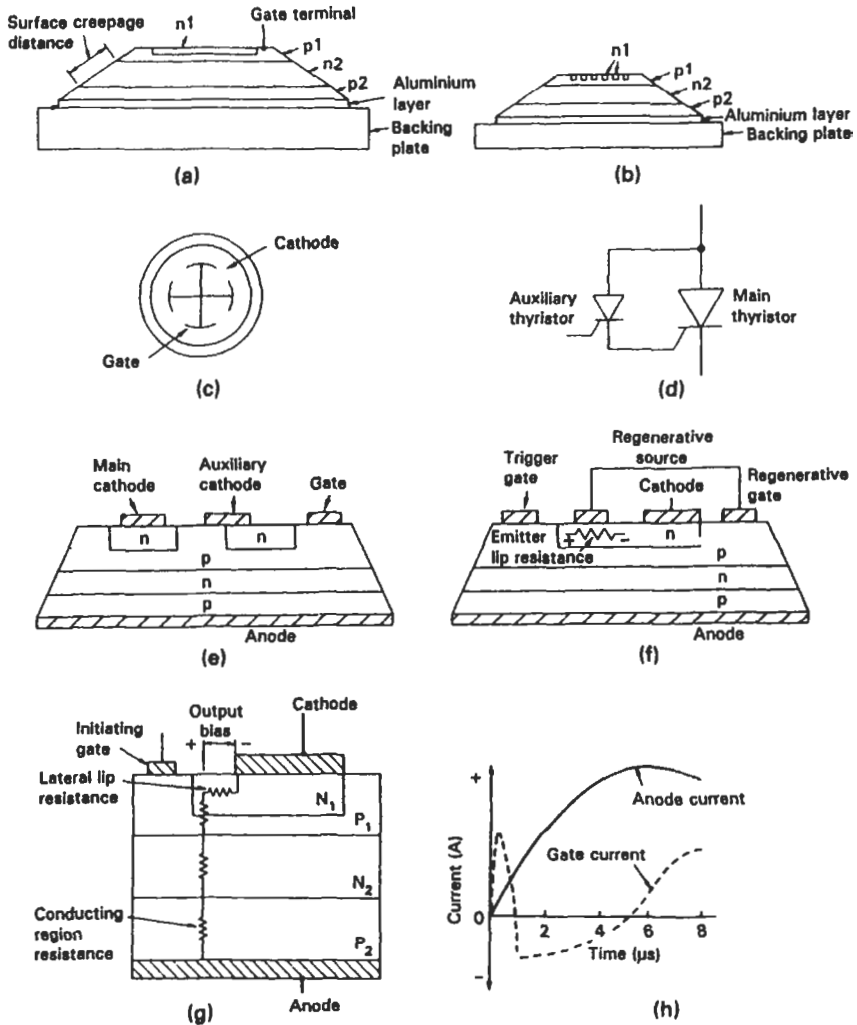 Surface creepage
distance
n1
Gate terminal
p1
n2
p2
Aluminium
layer
Backing
plate
(a)
n1
p1
n2
p2
Aluminium layer
Backing plate
(b)
Cathode
Gate
(c)
Auxiliary
thyristor
Main
thyristor
(d)
Main
cathode
Auxiliary
cathode
Gate
n
n
p
n
p
Anode
(e)
Trigger
gate
Regenerative
source
Cathode
Regenerative
gate
Emitter
lip resistance
+
-
n
p
n
p
Anode
(f)
Initiating
gate
Output
bias
+
-
Cathode
Lateral lip
resistance
N1
P1
N2
Conducting
region
resistance
P2
Anode
(g)
+
Current (A)
0
-
Anode current
Gate current
2
4
6
8
Time (μs)
(h)